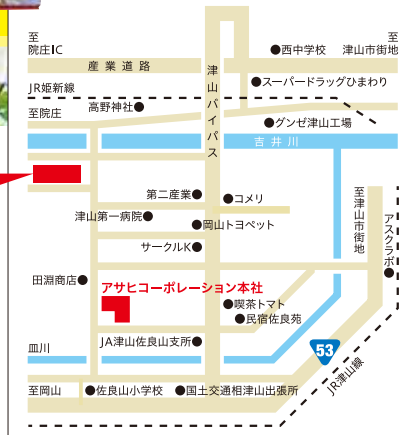 至
院庄IC
産業道路
JR姫新線
至院庄
高野神社
津山バイパス
西中学校
至
津山市街地
スーパードラッグひまわり
グンゼ津山工場
吉井川
第二産業
コメリ
津山第一病院
岡山トヨペット
サークルK
至津山市街地
アスクラボ
田淵商店
アサヒコーポレーション本社
喫茶トマト
民宿佐良苑
JA津山佐良山支所
皿川
53
JR津山線
至岡山
佐良山小学校
国土交通相津山出張所